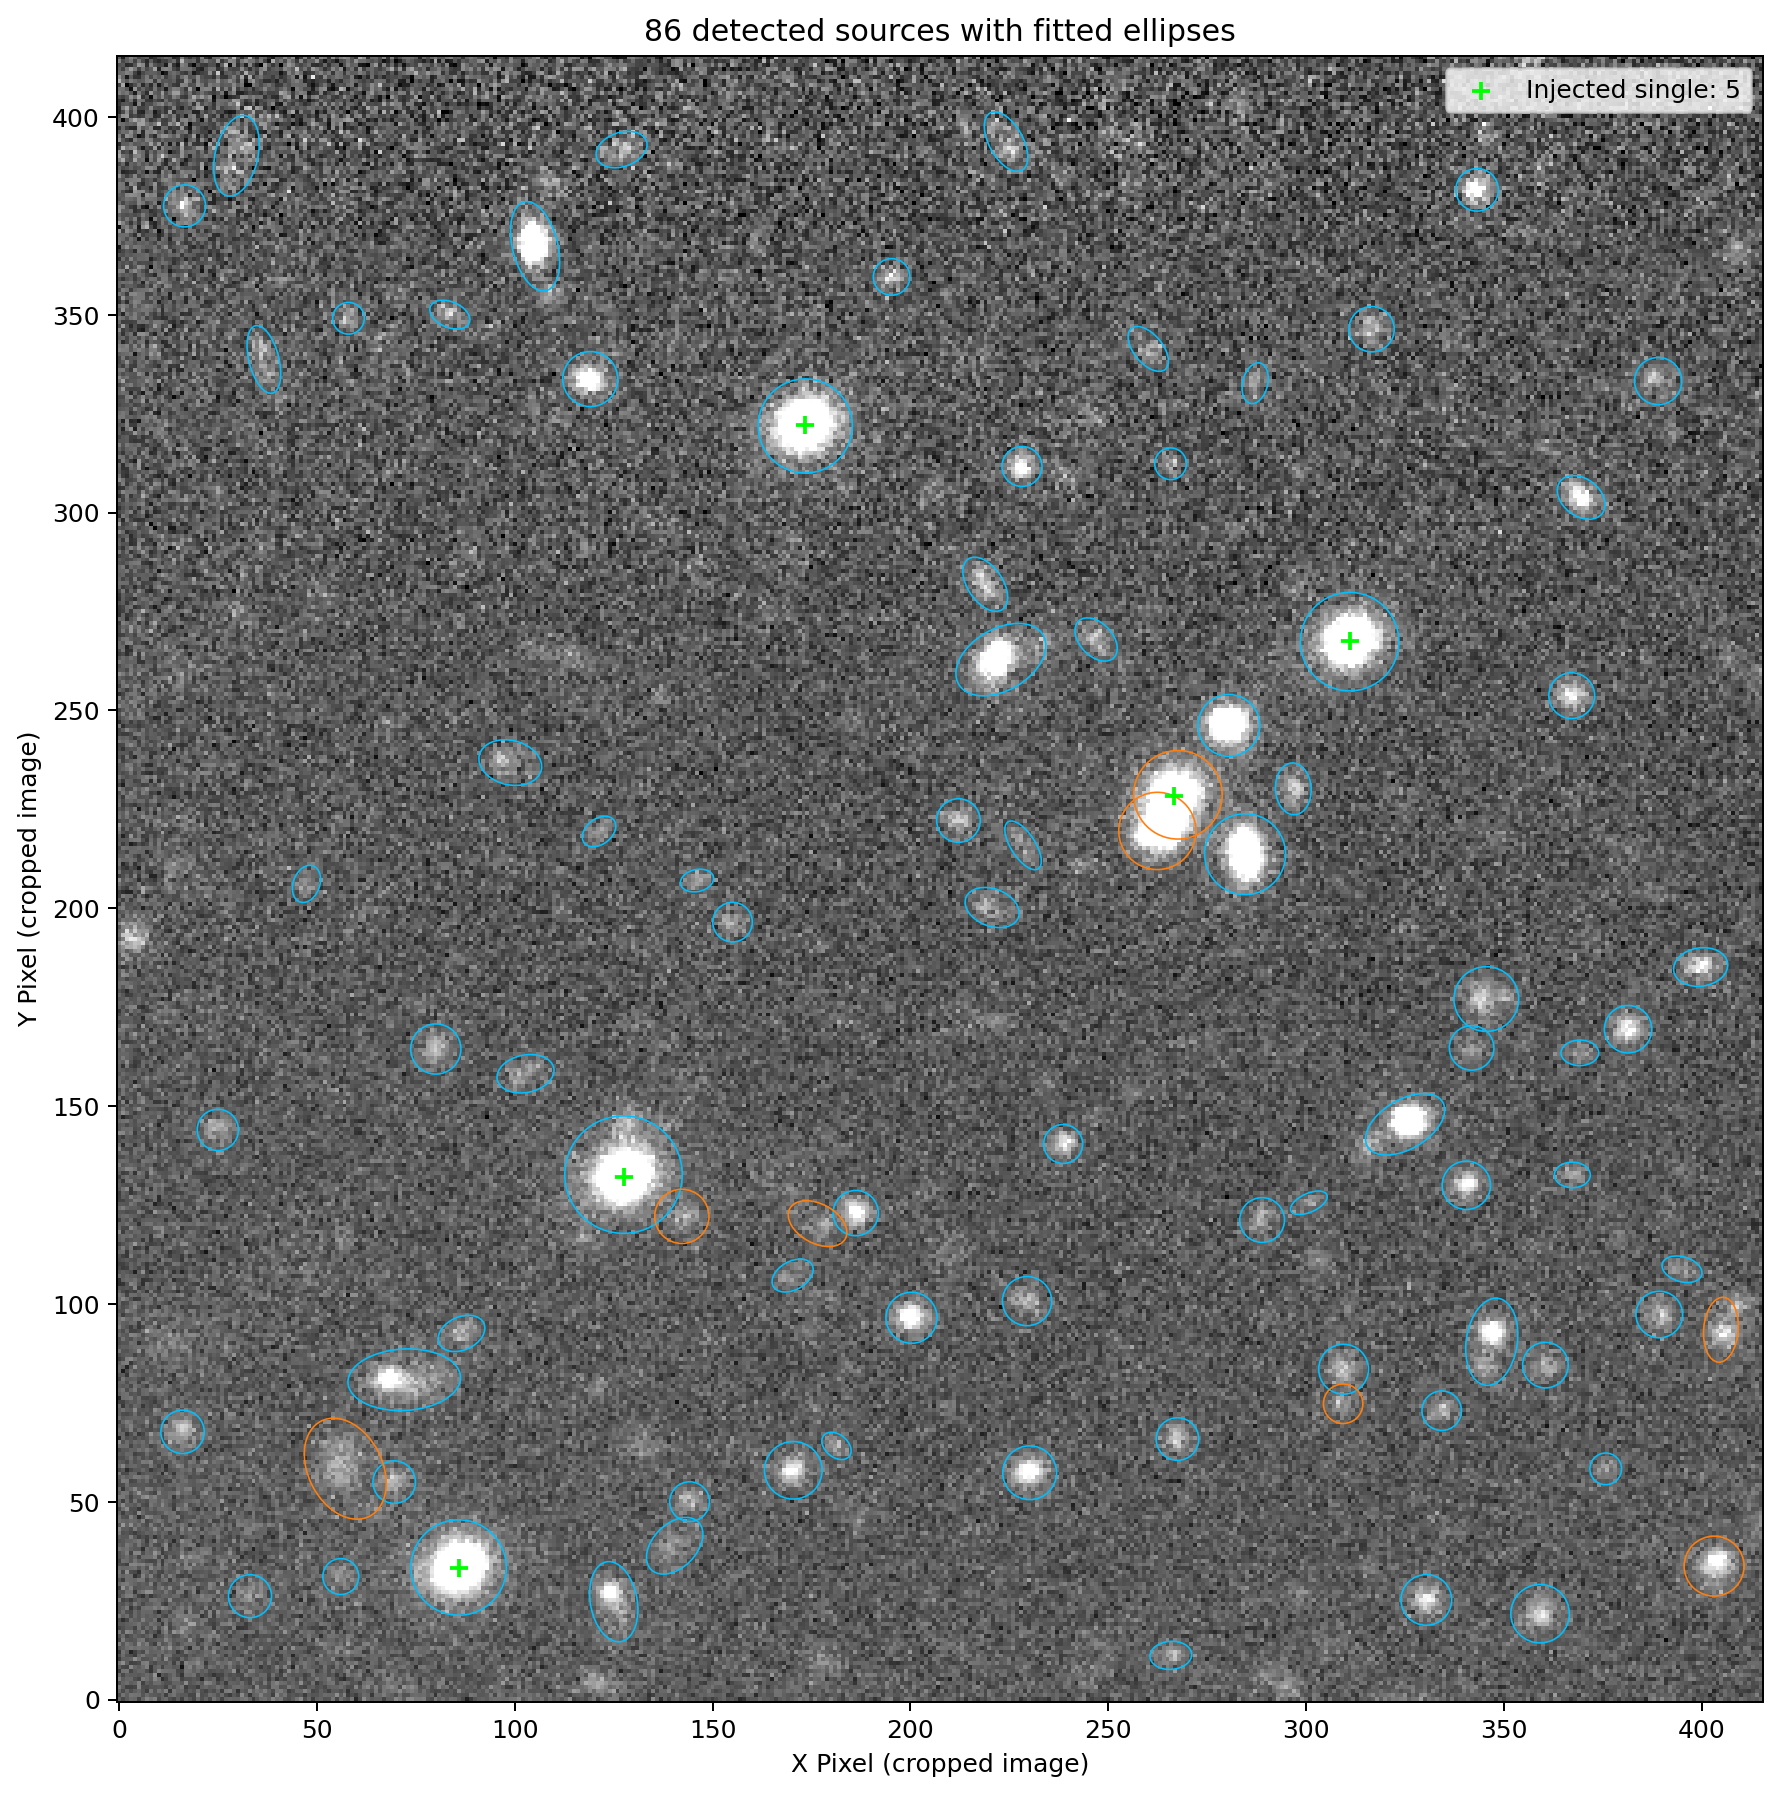 86 detected sources with fitted ellipses
Injected single: 5
400
350
300
250
200
150
100
50
0
Y Pixel (cropped image)
0 50 100 150 200 250 300 350 400
X Pixel (cropped image)